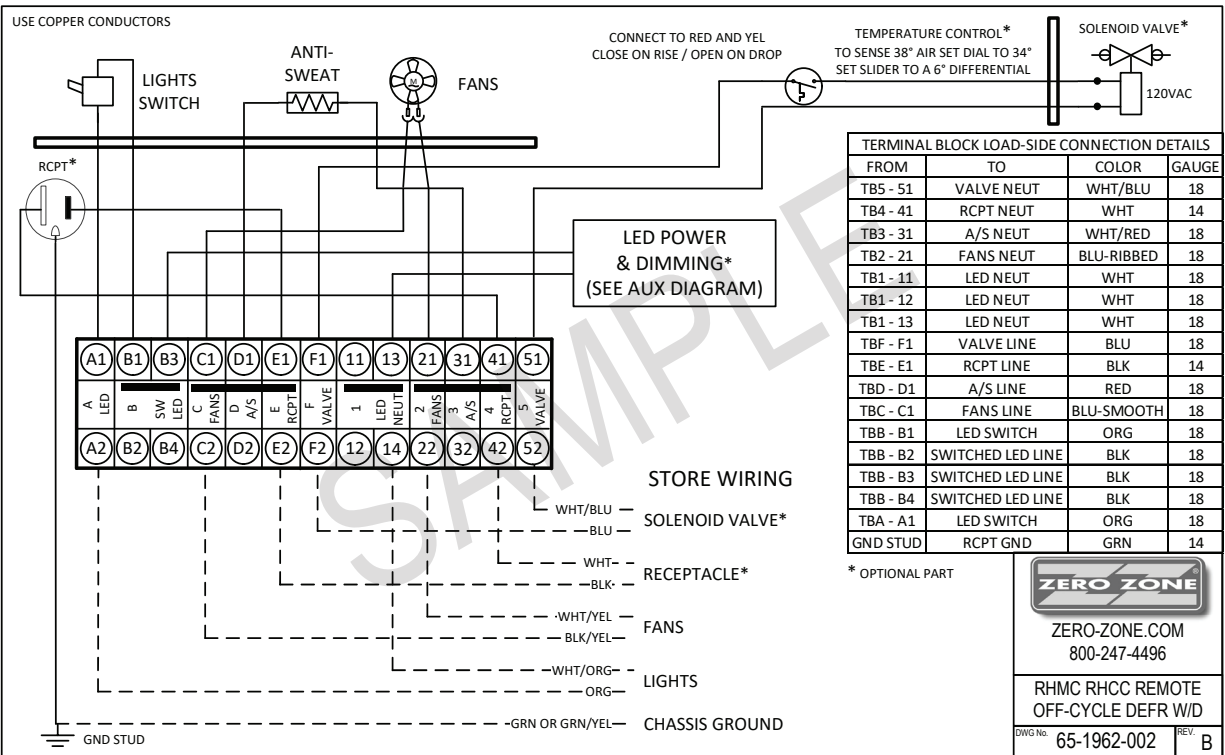 USE COPPER CONDUCTORS
LIGHTS
SWITCH
ANTI-
SWEAT
M
FANS
CONNECT TO RED AND YEL
CLOSE ON RISE / OPEN ON DROP
TEMPERATURE CONTROL*
TO SENSE 38° AIR SET DIAL TO 34°
SET SLIDER TO A 6° DIFFERENTIAL
SOLENOID VALVE*
120VAC
RCPT*
LED POWER
& DIMMING*
(SEE AUX DIAGRAM)
A1 B1 B3 C1 D1 E1 F1 11 13 21 31 41 51
A LED
B
SW LED
C FANS
D A/S
E RCPT
F VALVE
1
LED NEUT
2 FANS
3 A/S
4 RCPT
5 VALVE
A2 B2 B4 C2 D2 E2 F2 12 14 22 32 42 52
STORE WIRING
WHT/BLU
BLU
SOLENOID VALVE*
WHT
BLK
RECEPTACLE*
WHT/YEL
BLK/YEL
FANS
WHT/ORG
ORG
LIGHTS
GRN OR GRN/YEL
CHASSIS GROUND
GND STUD
SAMPLE
TERMINAL BLOCK LOAD-SIDE CONNECTION DETAILS
FROM TO COLOR GAUGE
TB5 - 51 VALVE NEUT WHT/BLU 18
TB4 - 41 RCPT NEUT WHT 14
TB3 - 31 A/S NEUT WHT/RED 18
TB2 - 21 FANS NEUT BLU-RIBBED 18
TB1 - 11 LED NEUT WHT 18
TB1 - 12 LED NEUT WHT 18
TB1 - 13 LED NEUT WHT 18
TBF - F1 VALVE LINE BLU 18
TBE - E1 RCPT LINE BLK 14
TBD - D1 A/S LINE RED 18
TBC - C1 FANS LINE BLU-SMOOTH 18
TBB - B1 LED SWITCH ORG 18
TBB - B2 SWITCHED LED LINE BLK 18
TBB - B3 SWITCHED LED LINE BLK 18
TBB - B4 SWITCHED LED LINE BLK 18
TBA - A1 LED SWITCH ORG 18
GND STUD RCPT GND GRN 14
* OPTIONAL PART
ZERO ZONE®
ZERO-ZONE.COM
800-247-4496
RHMC RHCC REMOTE
OFF-CYCLE DEFR W/D
DWG No. 65-1962-002 REV. B